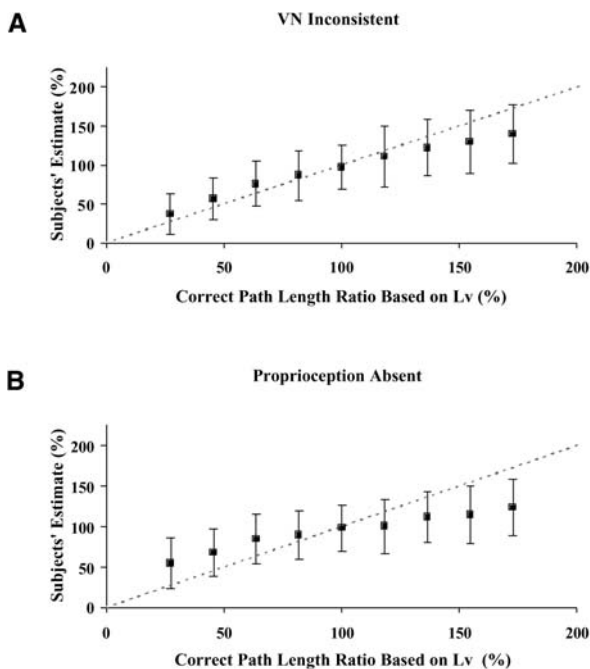 A
VN Inconsistent
Subjects' Estimate (%)
200
150
100
50
0
0 50 100 150 200
Correct Path Length Ratio Based on Lv (%)
B
Proprioception Absent
Subjects' Estimate (%)
200
150
100
50
0
0 50 100 150 200
Correct Path Length Ratio Based on Lv (%)